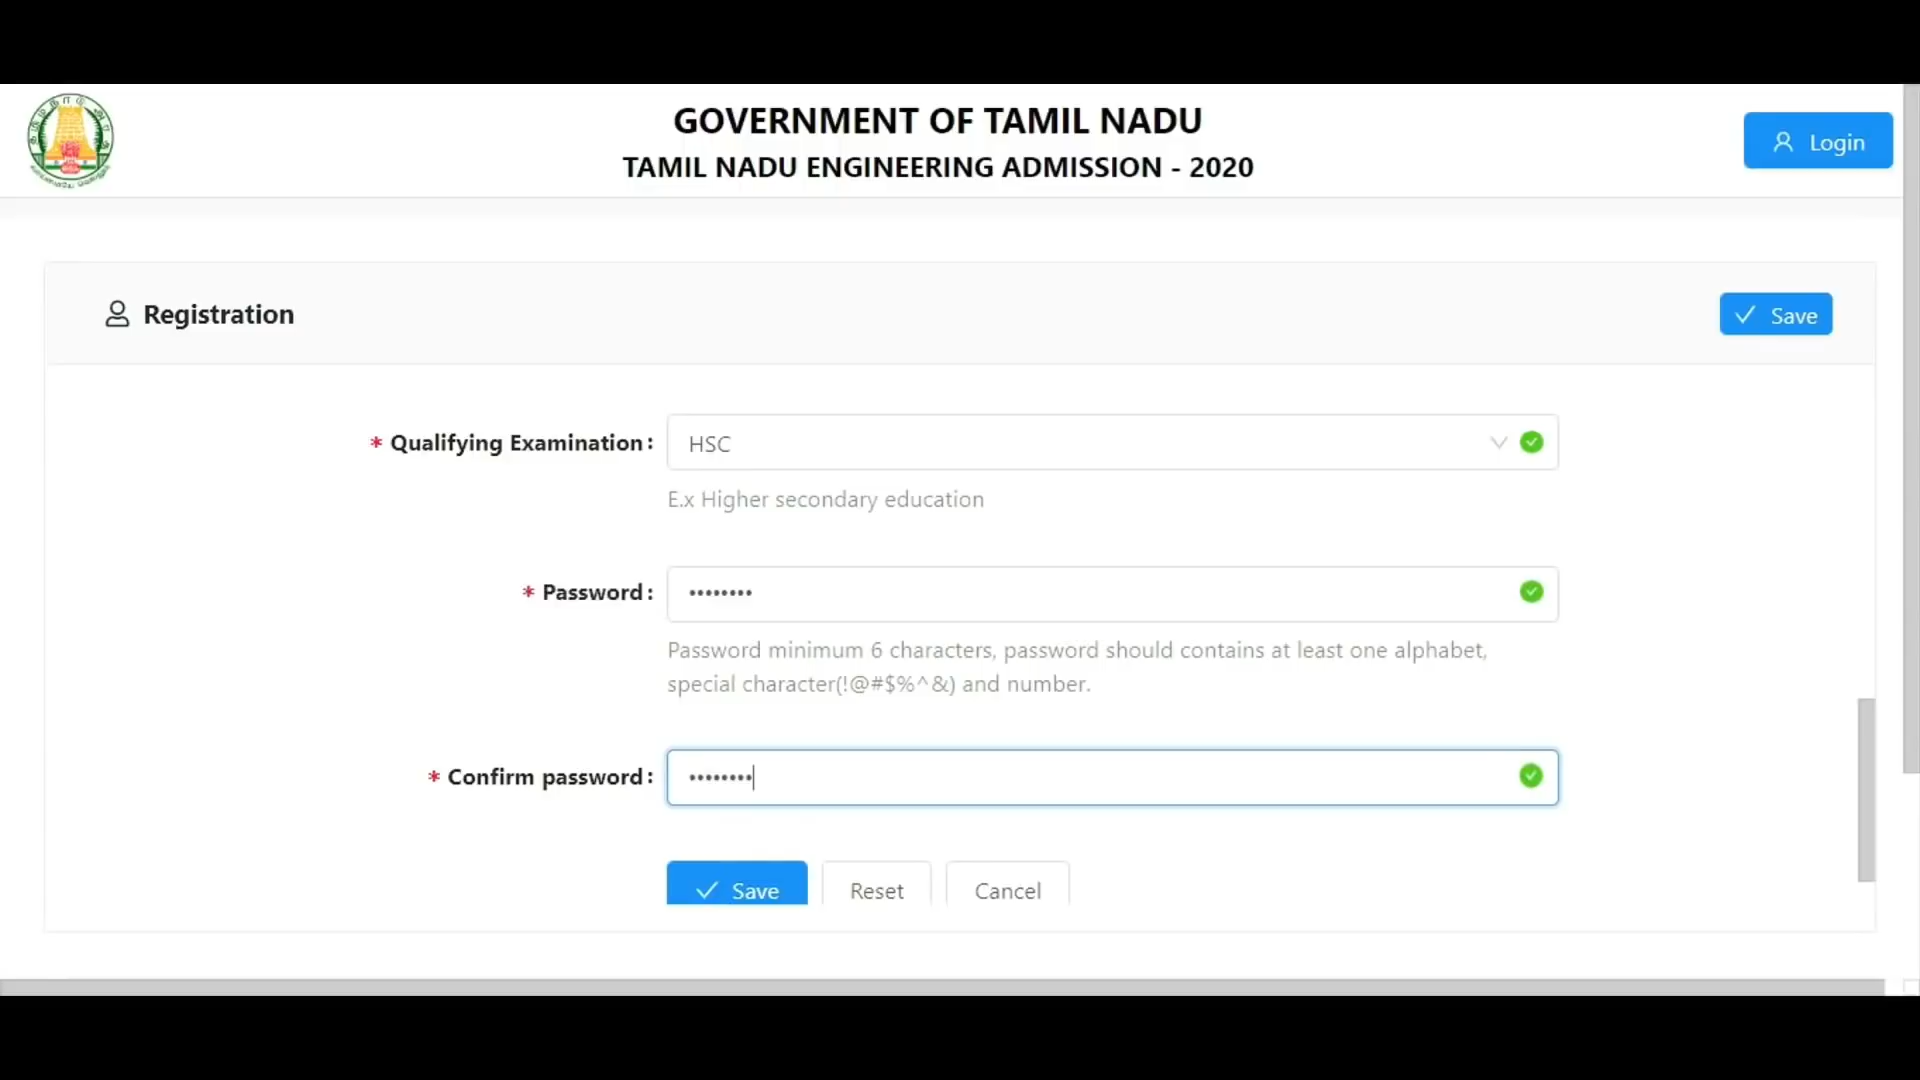 GOVERNMENT OF TAMIL NADU
TAMIL NADU ENGINEERING ADMISSION - 2020
Login
Registration
Save
* Qualifying Examination :
HSC
E.x Higher secondary education
* Password :
••••••••
Password minimum 6 characters, password should contains at least one alphabet,
special character(!@#$%^&) and number.
* Confirm password :
••••••••
Save Reset Cancel